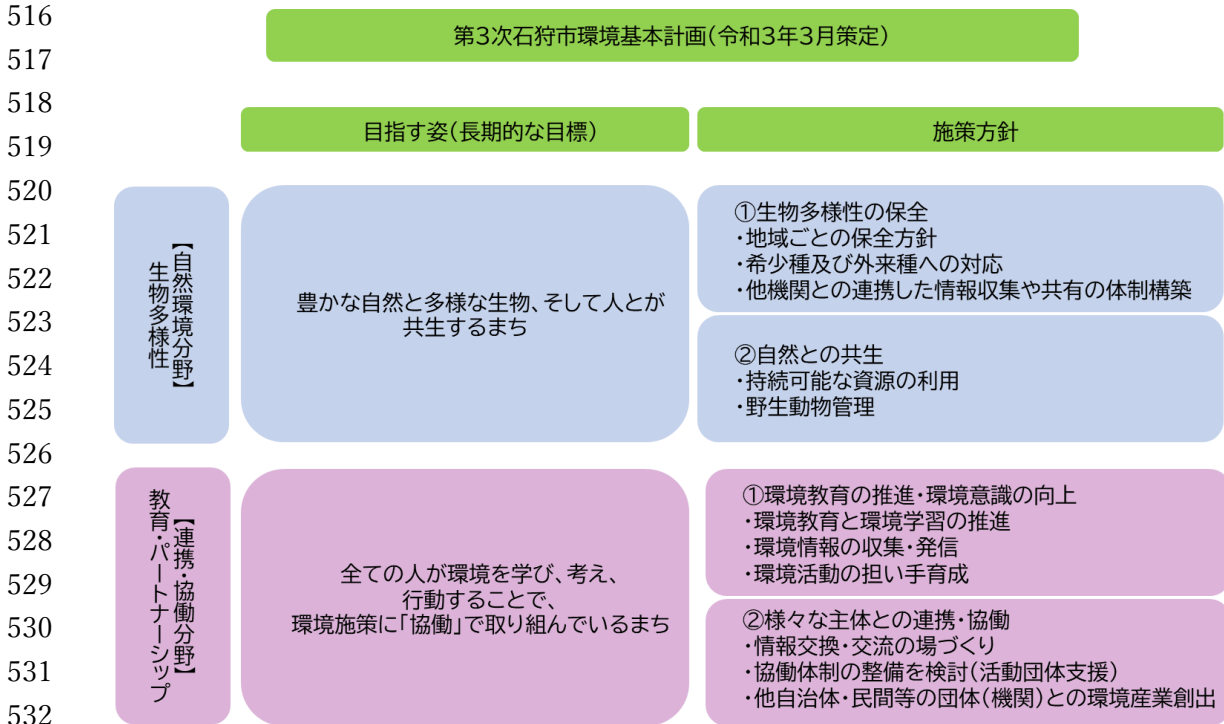 516
517
518
519
520
521
522
523
524
525
526
527
528
529
530
531
532
第3次石狩市環境基本計画(令和3年3月策定)
目指す姿(長期的な目標)
施策方針
【自然環境分野】
生物多様性
豊かな自然と多様な生物、そして人とが
共生するまち
①生物多様性の保全
・地域ごとの保全方針
・希少種及び外来種への対応
・他機関との連携した情報収集や共有の体制構築
②自然との共生
・持続可能な資源の利用
・野生動物管理
【連携・協働分野】
教育・パートナーシップ
全ての人が環境を学び、考え、
行動することで、
環境施策に「協働」で取り組んでいるまち
①環境教育の推進・環境意識の向上
・環境教育と環境学習の推進
・環境情報の収集・発信
・環境活動の担い手育成
②様々な主体との連携・協働
・情報交換・交流の場づくり
・協働体制の整備を検討(活動団体支援)
・他自治体・民間等の団体(機関)との環境産業創出